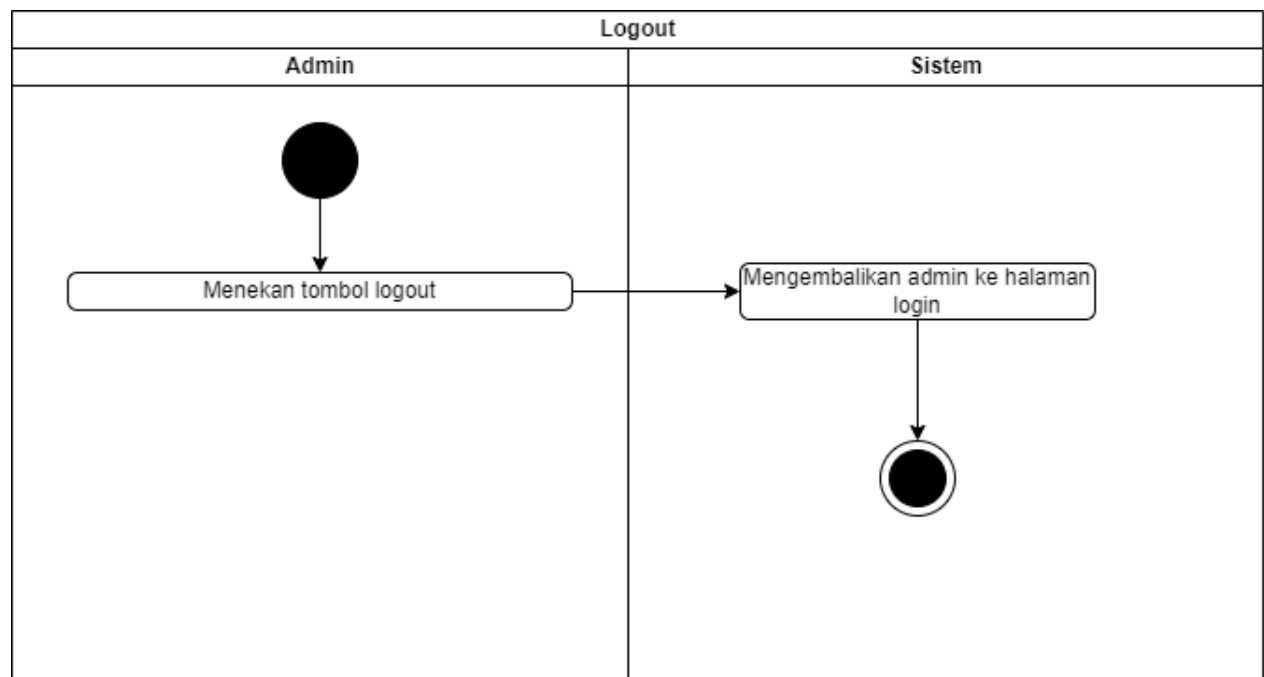 Logout
Admin
Sistem
Menekan tombol logout
Mengembalikan admin ke halaman
login